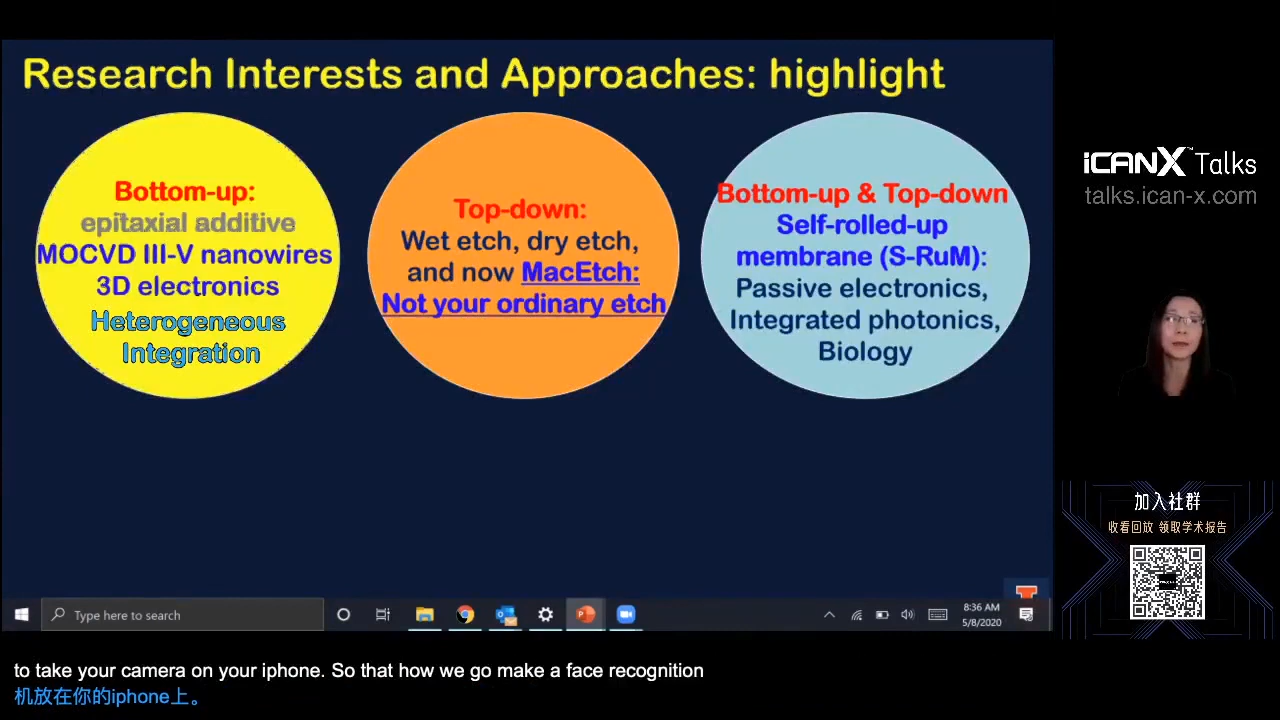 Research Interests and Approaches: highlight
Bottom-up:
epitaxial additive
MOCVD III-V nanowires
3D electronics
Heterogeneous
Integration
Top-down:
Wet etch, dry etch,
and now MacEtch:
Not your ordinary etch
Bottom-up & Top-down
Self-rolled-up
membrane (S-RuM):
Passive electronics,
Integrated photonics,
Biology
iCANX™ Talks
talks.ican-x.com
加入社群
收看回放 领取学术报告
Type here to search
8:36 AM
5/8/2020
to take your camera on your iphone. So that how we go make a face recognition
机放在你的iphone上。